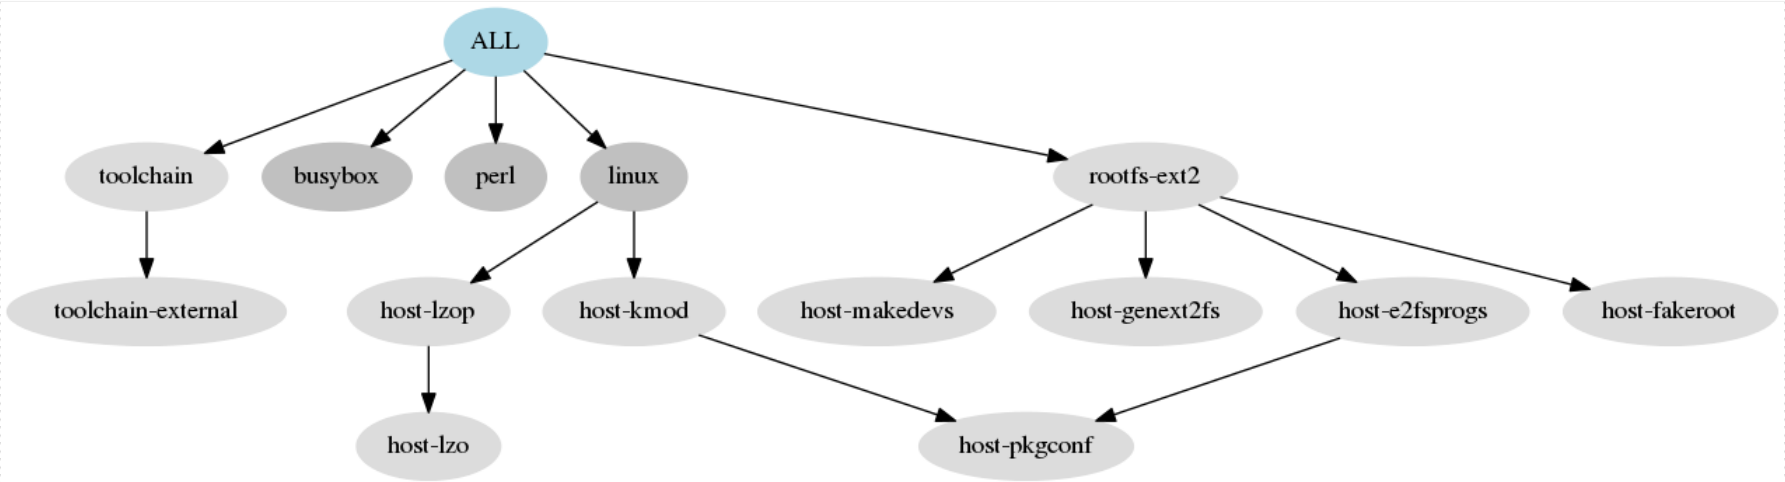 ALL
toolchain
busybox
perl
linux
rootfs-ext2
toolchain-external
host-lzop
host-kmod
host-makedevs
host-genext2fs
host-e2fsprogs
host-fakeroot
host-lzo
host-pkgconf